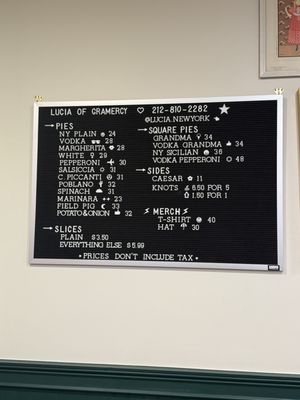 LUCIA OF GRAMERCY ♡ 212-810-2282 ★
@LUCIA.NEWYORK
→PIES
NY PLAIN 24
VODKA 28
MARGHERITA 28
WHITE 29
PEPPERONI 30
SALSICCIA 31
C. PICCANTI 31
POBLANO 32
SPINACH 31
MARINARA 23
FIELD PIG 33
POTATO&ONION 32
→SLICES
PLAIN $3.50
EVERYTHING ELSE $5.99
→SQUARE PIES
GRANDMA 34
VODKA GRANDMA 34
NY SICILIAN 36
VODKA PEPPERONI 48
→SIDES
CAESAR 11
KNOTS 6.50 FOR 5
1.50 FOR 1
⚡ MERCH ⚡
T-SHIRT 40
HAT 30
•PRICES DON'T INCLUDE TAX•